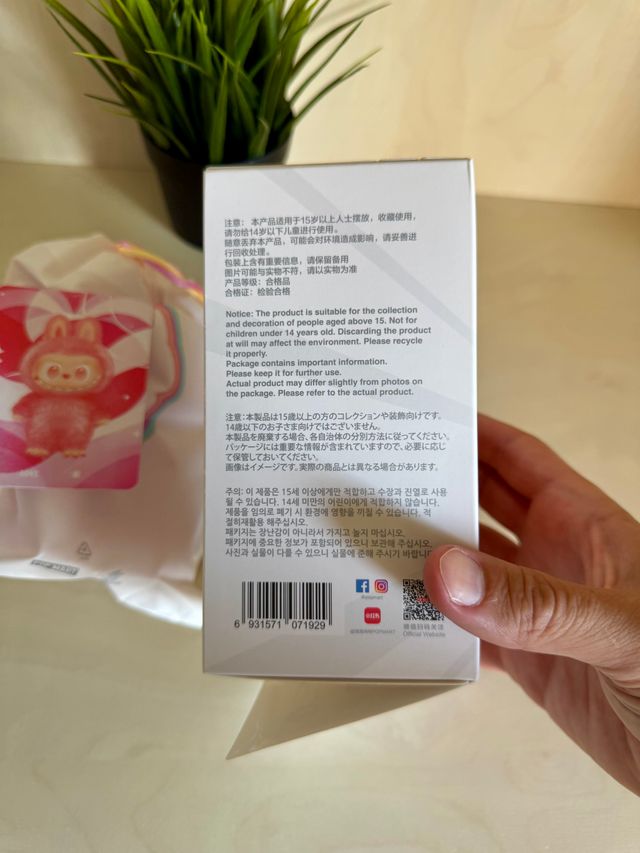 注意： 本产品适用于15岁以上人士摆放，收藏使用，
请勿给14岁以下儿童进行使用。
随意丢弃本产品，可能会对环境造成影响，请妥善进
行回收处理。
包装上含有重要信息，请保留备用
图片可能与实物不符，请以实物为准
产品等级：合格品
合格证：检验合格
Notice: The product is suitable for the collection
and decoration of people aged above 15. Not for
children under 14 years old. Discarding the product
at will may affect the environment. Please recycle
it properly.
Package contains important information.
Please keep it for further use.
Actual product may differ slightly from photos on
the package. Please refer to the actual product.
注意：本製品は15歳以上の方のコレクションや装飾向けです。
14歳以下のお子さま向けではございません。
本製品を廃棄する場合、各自治体の分別方法に従ってください。
パッケージには重要な情報が含まれていますので、必要に応じ
て保管しておいてください。
画像はイメージです。実際の商品とは異なる場合があります。
주의: 이 제품은 15세 이상에게만 적합하고 수장과 진열로 사용
될 수 있습니다. 14세 미만의 어린이에게 적합하지 않습니다.
제품을 임의로 폐기 시 환경에 영향을 끼칠 수 있습니다. 적
절히재활용 해주십시오.
패키지는 장난감이 아니라서 가지고 놀지 마십시오.
패키지에 중요한 정보가 포함되어 있으니 보관해 주십시오.
사진과 실물이 다를 수 있으니 실물에 준해 주시기 바랍니다
6 931571 071929
小红书
Official Website
POP MART